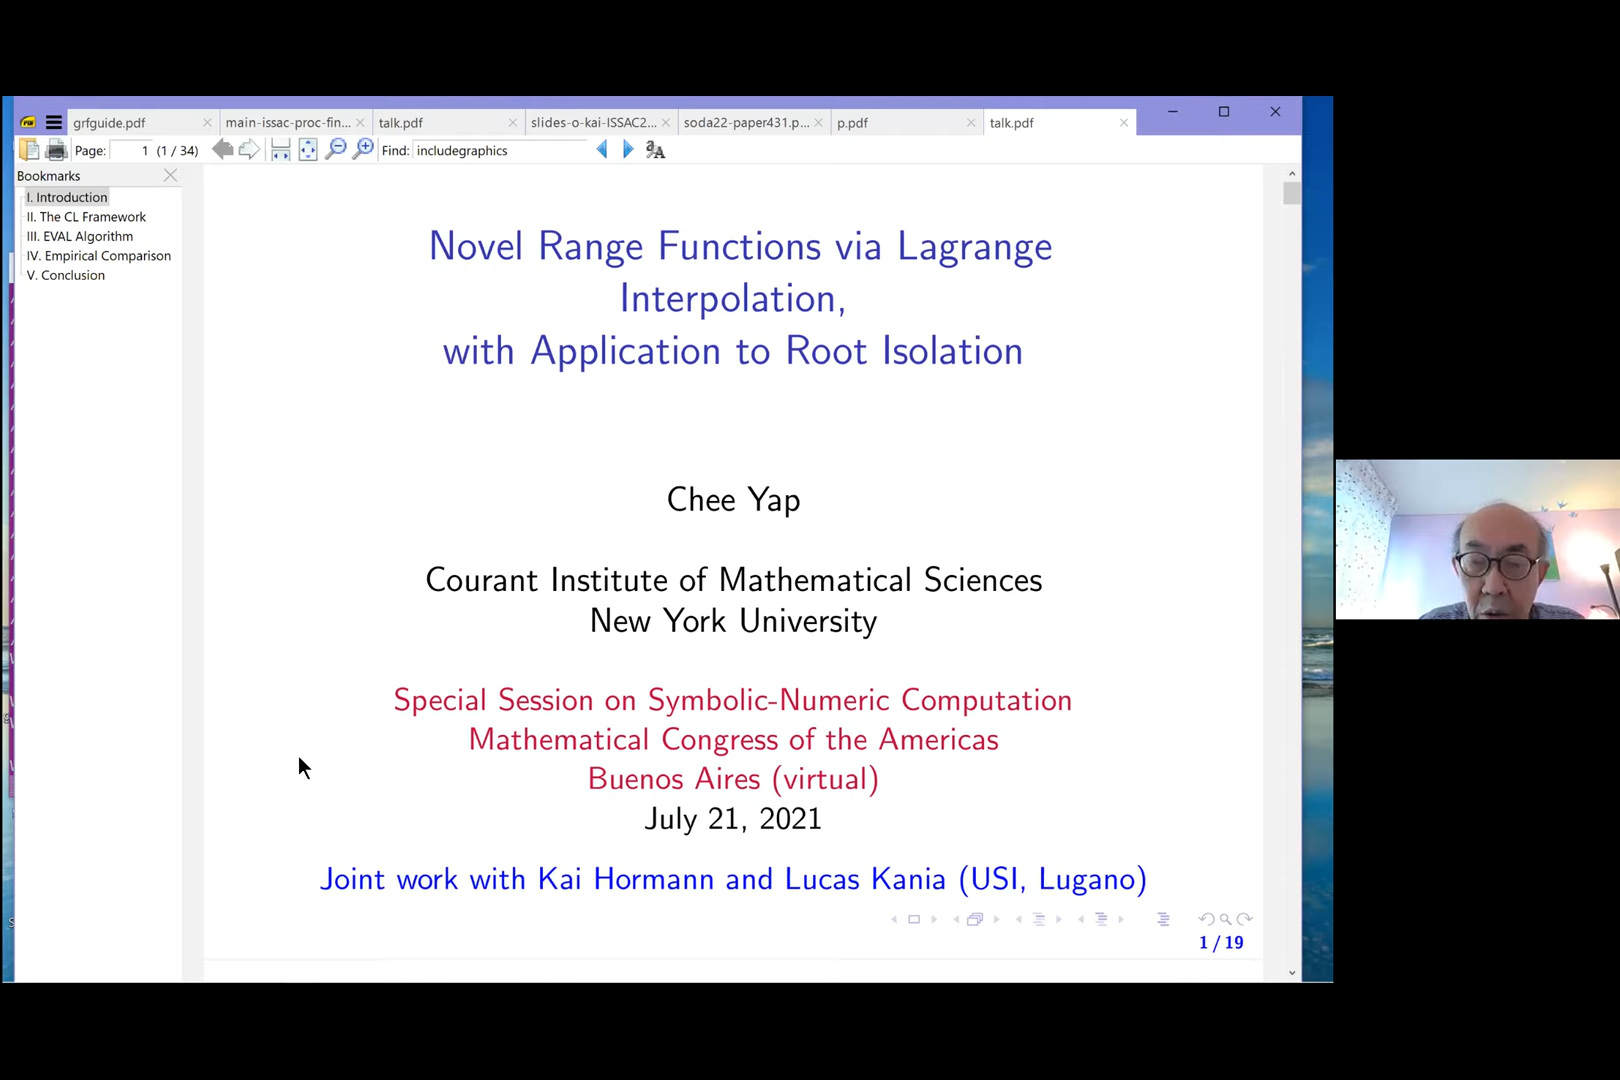 grfguide.pdf
main-issac-proc-fin...
talk.pdf
slides-o-kai-ISSAC2...
soda22-paper431.p...
p.pdf
talk.pdf
Page: 1 (1 / 34)
Find: includegraphics
Bookmarks
I. Introduction
II. The CL Framework
III. EVAL Algorithm
IV. Empirical Comparison
V. Conclusion
Novel Range Functions via Lagrange
Interpolation,
with Application to Root Isolation
Chee Yap
Courant Institute of Mathematical Sciences
New York University
Special Session on Symbolic-Numeric Computation
Mathematical Congress of the Americas
Buenos Aires (virtual)
July 21, 2021
Joint work with Kai Hormann and Lucas Kania (USI, Lugano)
1 / 19